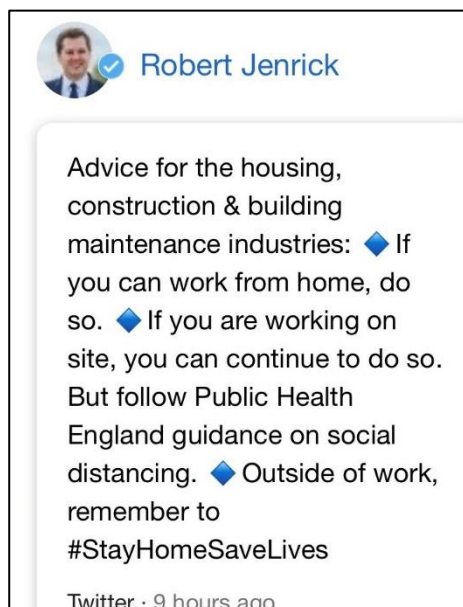 Robert Jenrick
Advice for the housing,
construction & building
maintenance industries: 🔷 If
you can work from home, do
so. 🔷 If you are working on
site, you can continue to do so.
But follow Public Health
England guidance on social
distancing. 🔷 Outside of work,
remember to
#StayHomeSaveLives
Twitter · 9 hours ago